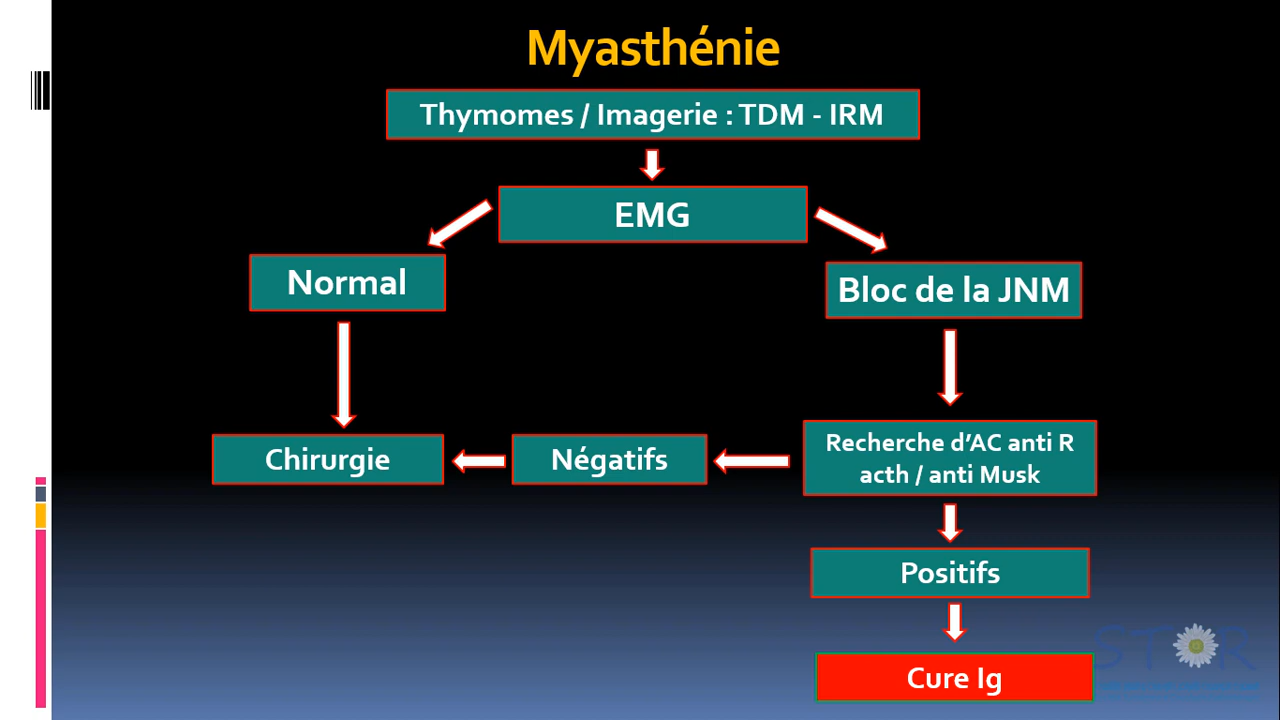 Myasthénie
Thymomes / Imagerie : TDM - IRM
EMG
Normal
Bloc de la JNM
Recherche d'AC anti R
acth / anti Musk
Négatifs
Chirurgie
Positifs
Cure Ig
STOR